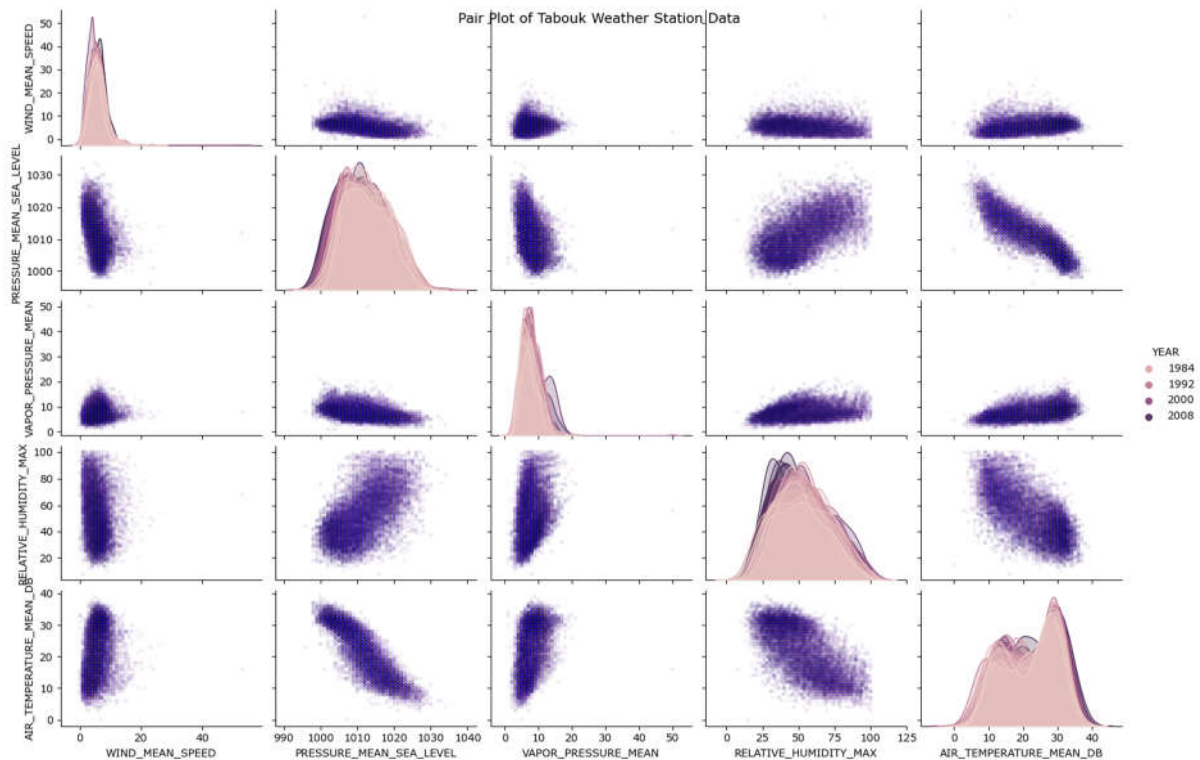 Pair Plot of Tabouk Weather Station Data
WIND_MEAN_SPEED
50
40
30
20
10
0
PRESSURE_MEAN_SEA_LEVEL
1030
1020
1010
1000
VAPOR_PRESSURE_MEAN
50
40
30
20
10
0
RELATIVE_HUMIDITY_MAX
100
80
60
40
20
AIR_TEMPERATURE_MEAN_DB
40
30
20
10
0
0 20 40
WIND_MEAN_SPEED
990 1000 1010 1020 1030 1040
PRESSURE_MEAN_SEA_LEVEL
0 10 20 30 40 50
VAPOR_PRESSURE_MEAN
0 25 50 75 100 125
RELATIVE_HUMIDITY_MAX
0 10 20 30 40
AIR_TEMPERATURE_MEAN_DB
YEAR
1984
1992
2000
2008